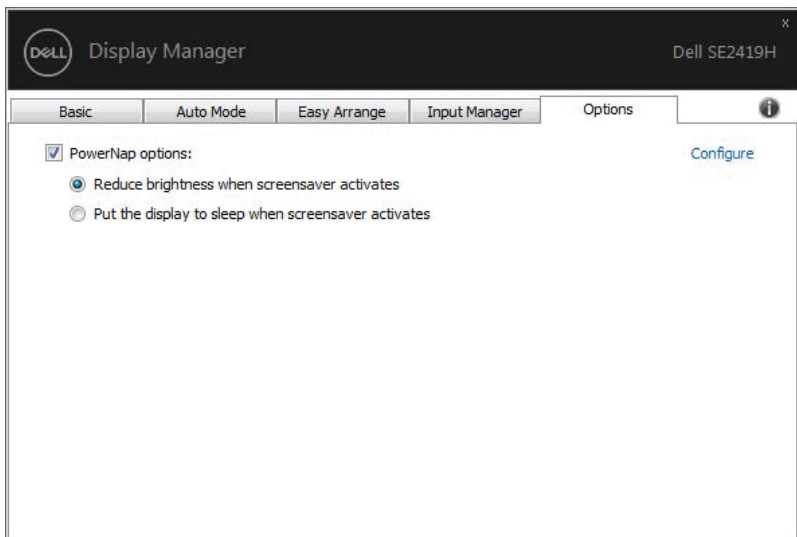 x
DELL Display Manager Dell SE2419H
Basic Auto Mode Easy Arrange Input Manager Options i
PowerNap options: Configure
Reduce brightness when screensaver activates
Put the display to sleep when screensaver activates